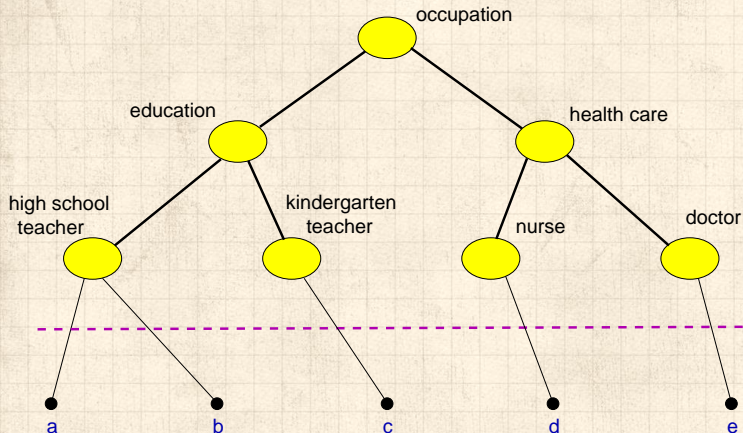 occupation
education
health care
high school
teacher
kindergarten
teacher
nurse
doctor
a
b
c
d
e